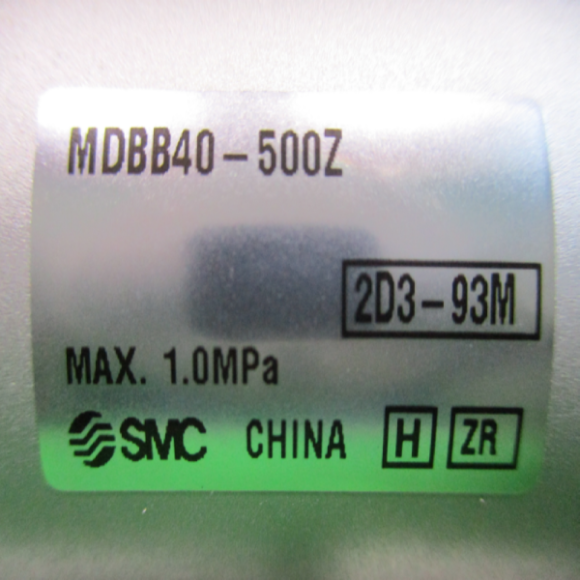 MDBB40-500Z
2D3-93M
MAX. 1.0MPa
SMC CHINA H ZR